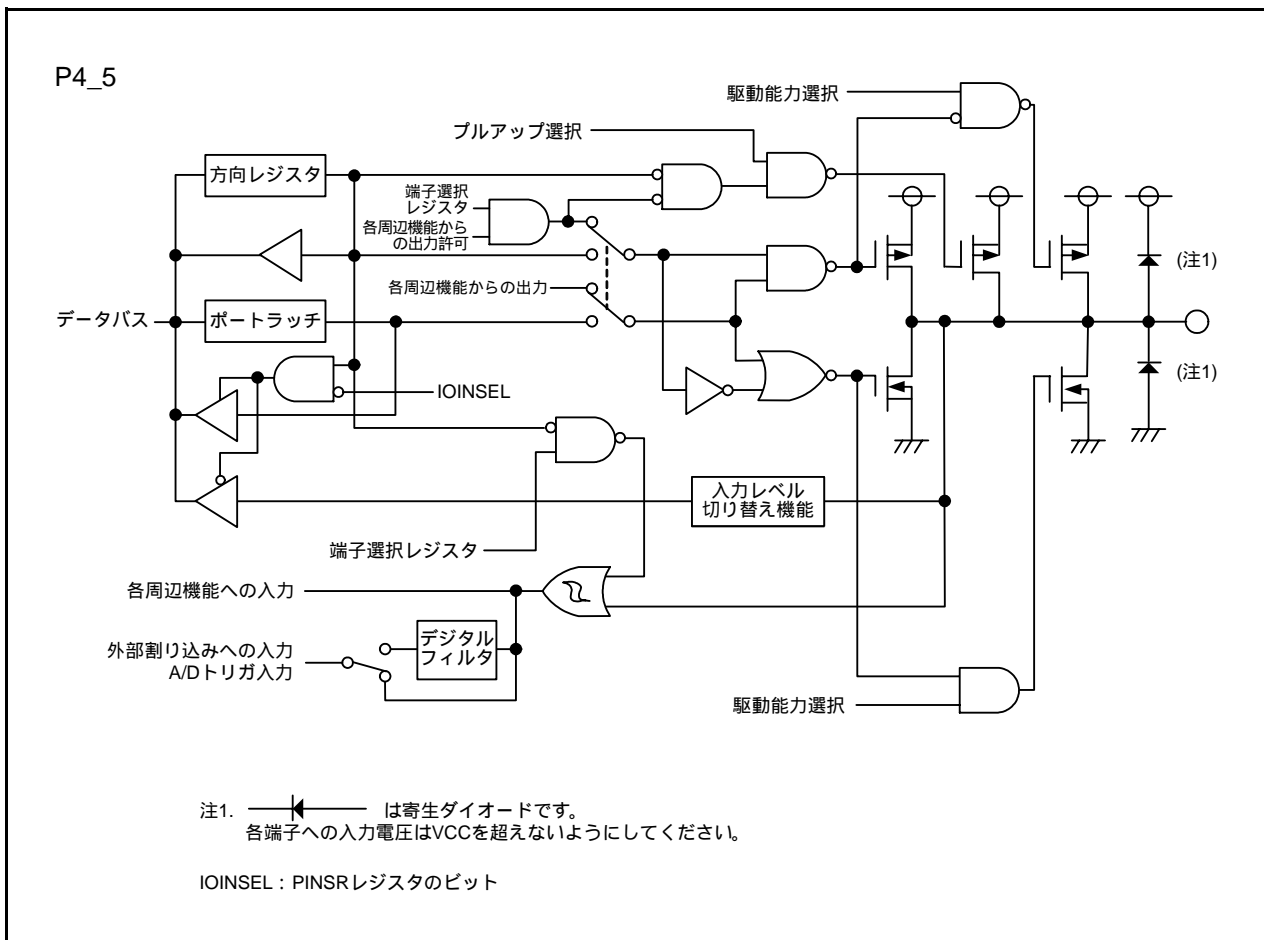 P4_5
駆動能力選択
プルアップ選択
方向レジスタ
端子選択
レジスタ
各周辺機能から
の出力許可
(注1)
各周辺機能からの出力
データバス
ポートラッチ
(注1)
IOINSEL
入力レベル
切り替え機能
端子選択レジスタ
各周辺機能への入力
デジタル
フィルタ
外部割り込みへの入力
A/Dトリガ入力
駆動能力選択
注1. は寄生ダイオードです。
各端子への入力電圧はVCCを超えないようにしてください。
IOINSEL：PINSRレジスタのビット